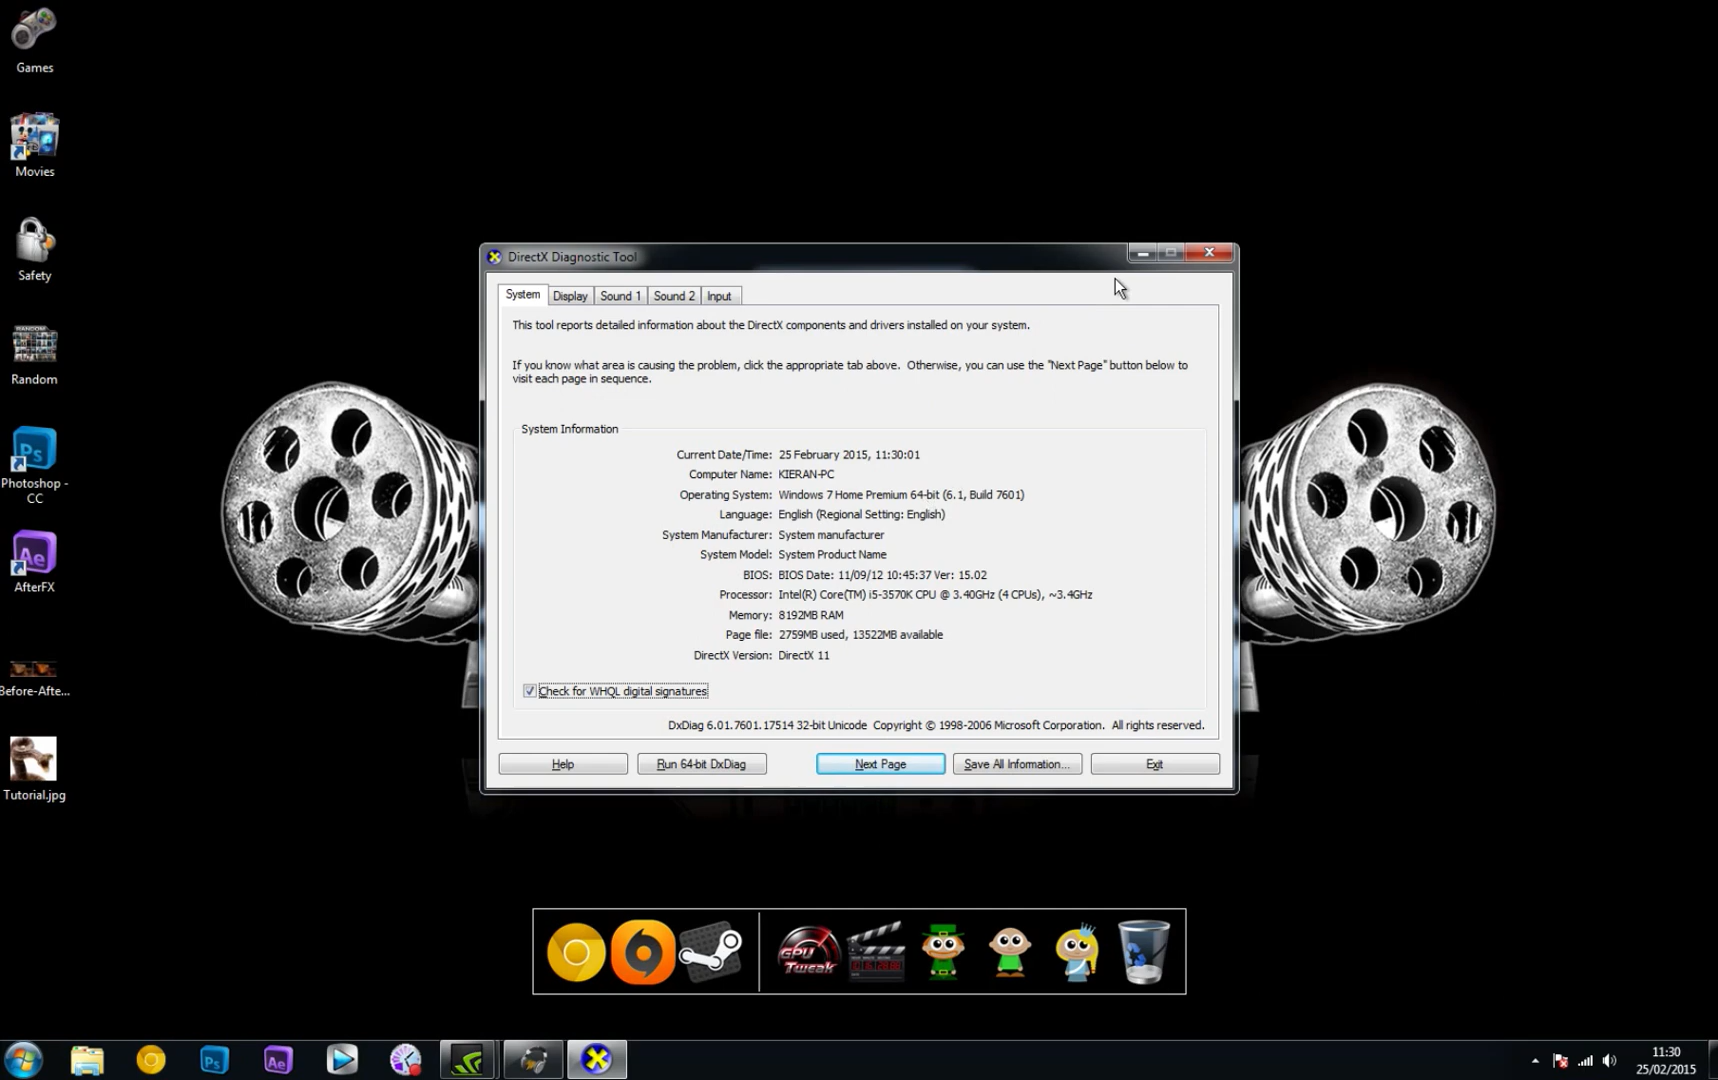 Games
Movies
Safety
RANDOM
Random
Ps
Photoshop -
CC
Ae
AfterFX
Before-Afte...
Tutorial.jpg
DirectX Diagnostic Tool
System
Display
Sound 1
Sound 2
Input
This tool reports detailed information about the DirectX components and drivers installed on your system.
If you know what area is causing the problem, click the appropriate tab above.  Otherwise, you can use the "Next Page" button below to
visit each page in sequence.
System Information
Current Date/Time: 25 February 2015, 11:30:01
Computer Name: KIERAN-PC
Operating System: Windows 7 Home Premium 64-bit (6.1, Build 7601)
Language: English (Regional Setting: English)
System Manufacturer: System manufacturer
System Model: System Product Name
BIOS: BIOS Date: 11/09/12 10:45:37 Ver: 15.02
Processor: Intel(R) Core(TM) i5-3570K CPU @ 3.40GHz (4 CPUs), ~3.4GHz
Memory: 8192MB RAM
Page file: 2759MB used, 13522MB available
DirectX Version: DirectX 11
Check for WHQL digital signatures
DxDiag 6.01.7601.17514 32-bit Unicode  Copyright © 1998-2006 Microsoft Corporation.  All rights reserved.
Help
Run 64-bit DxDiag
Next Page
Save All Information...
Exit
GPU
Tweak
Ps
Ae
11:30
25/02/2015